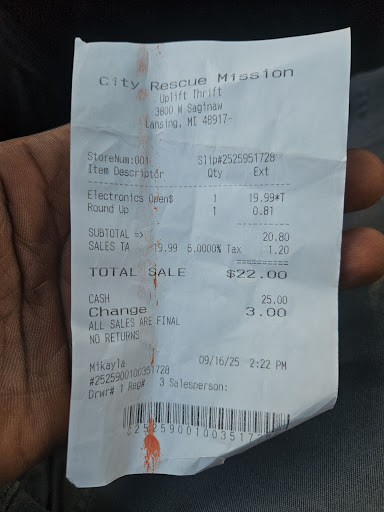 City Rescue Mission
Uplift Thrift
3800 W Saginaw
Lansing, MI 48917-
StoreNum:001 Slip#2525951728
Item Descriptor Qty Ext
Electronics Open$ 1 19.99*T
Round Up 1 0.81
SUBTOTAL => 20.80
SALES TA 19.99 6.0000% Tax 1.20
TOTAL SALE $22.00
CASH 25.00
Change 3.00
ALL SALES ARE FINAL
NO RETURNS
Mikayla 09/16/25 2:22 PM
#2525900100351728
Drwr# 1 Reg# 3 Salesperson: